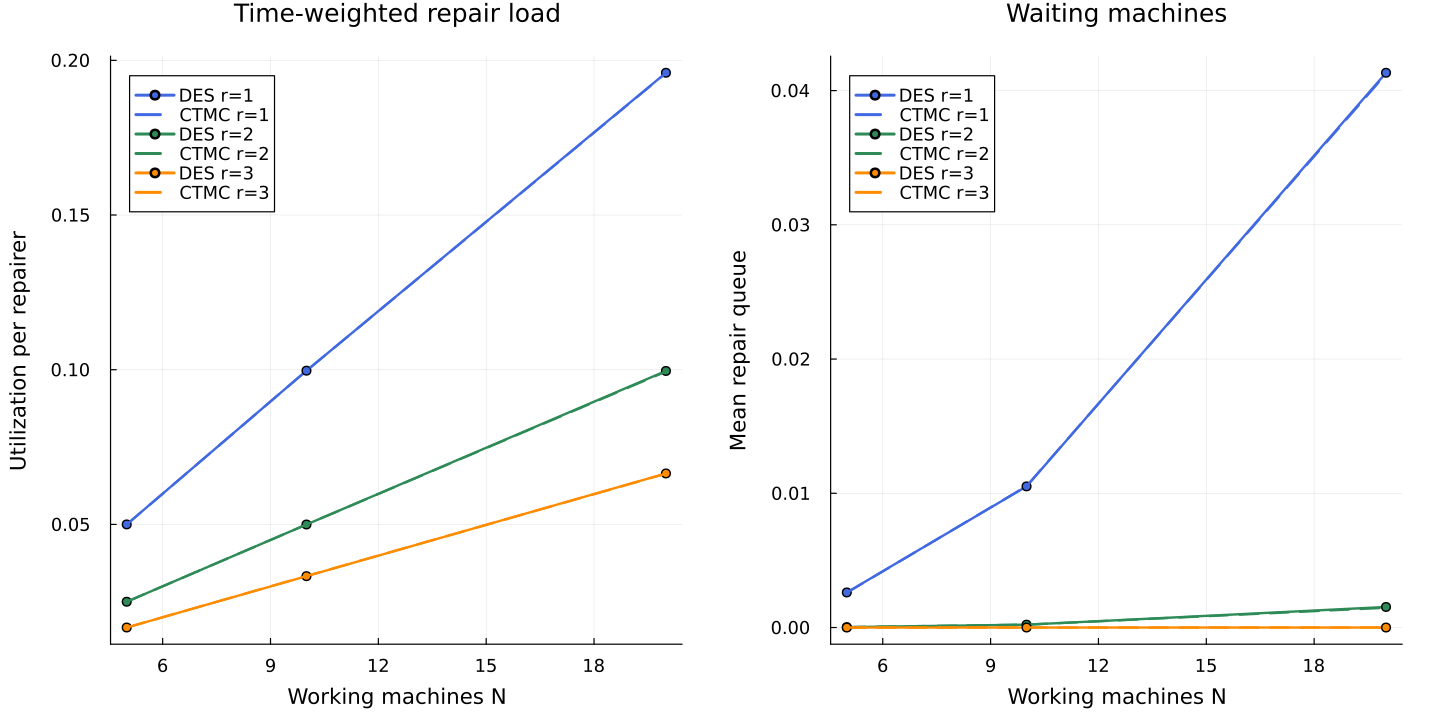 Time-weighted repair load
Utilization per repairer
0.20
0.15
0.10
0.05
DES r=1
CTMC r=1
DES r=2
CTMC r=2
DES r=3
CTMC r=3
6 9 12 15 18
Working machines N
Waiting machines
Mean repair queue
0.04
0.03
0.02
0.01
0.00
DES r=1
CTMC r=1
DES r=2
CTMC r=2
DES r=3
CTMC r=3
6 9 12 15 18
Working machines N